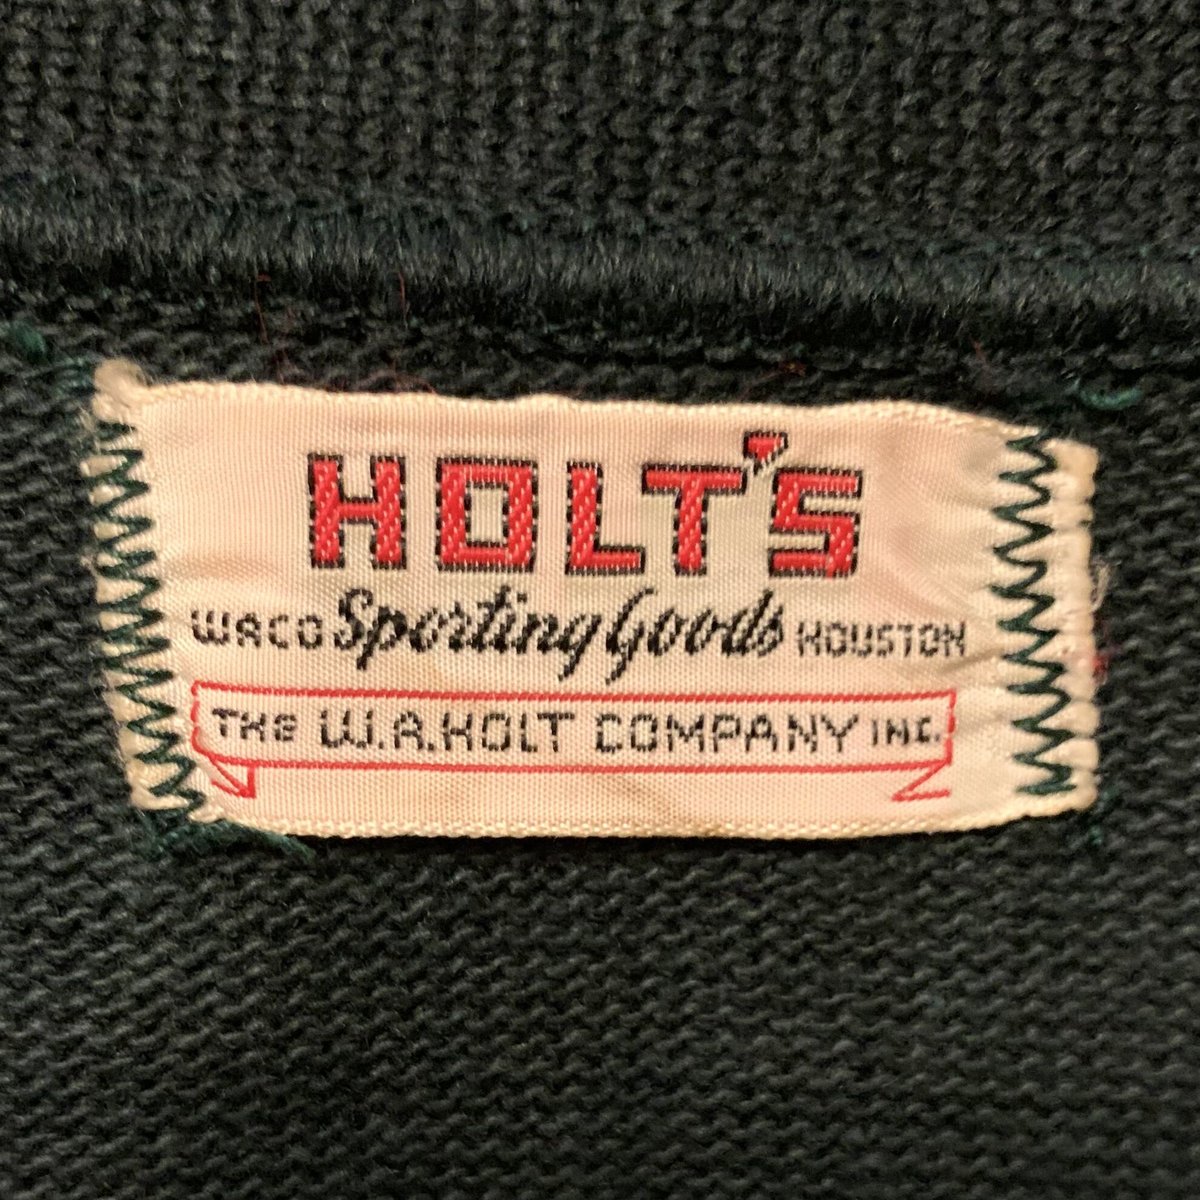 HOLT'S
WACO Sporting Goods HOUSTON
THE W.A.HOLT COMPANY INC.